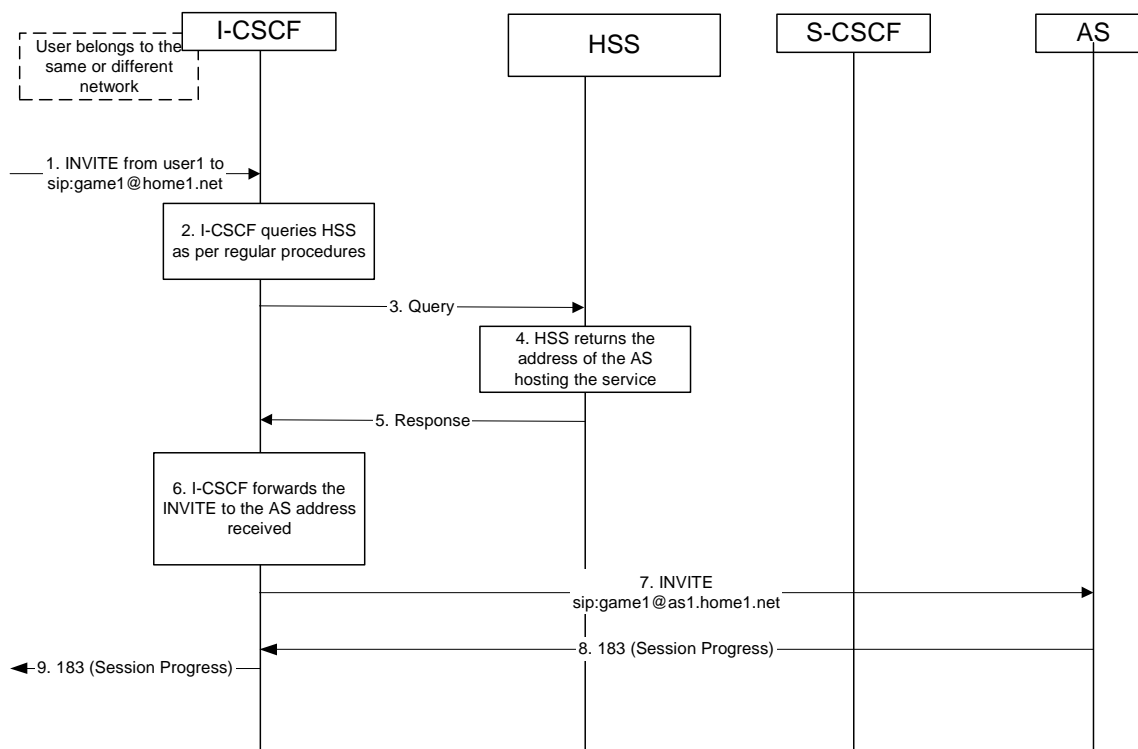 I-CSCF
HSS
S-CSCF
AS
User belongs to the
same or different
network
1. INVITE from user1 to
sip:game1@home1.net
2. I-CSCF queries HSS
as per regular procedures
3. Query
4. HSS returns the
address of the AS
hosting the service
5. Response
6. I-CSCF forwards the
INVITE to the AS address
received
7. INVITE
sip:game1@as1.home1.net
8. 183 (Session Progress)
9. 183 (Session Progress)